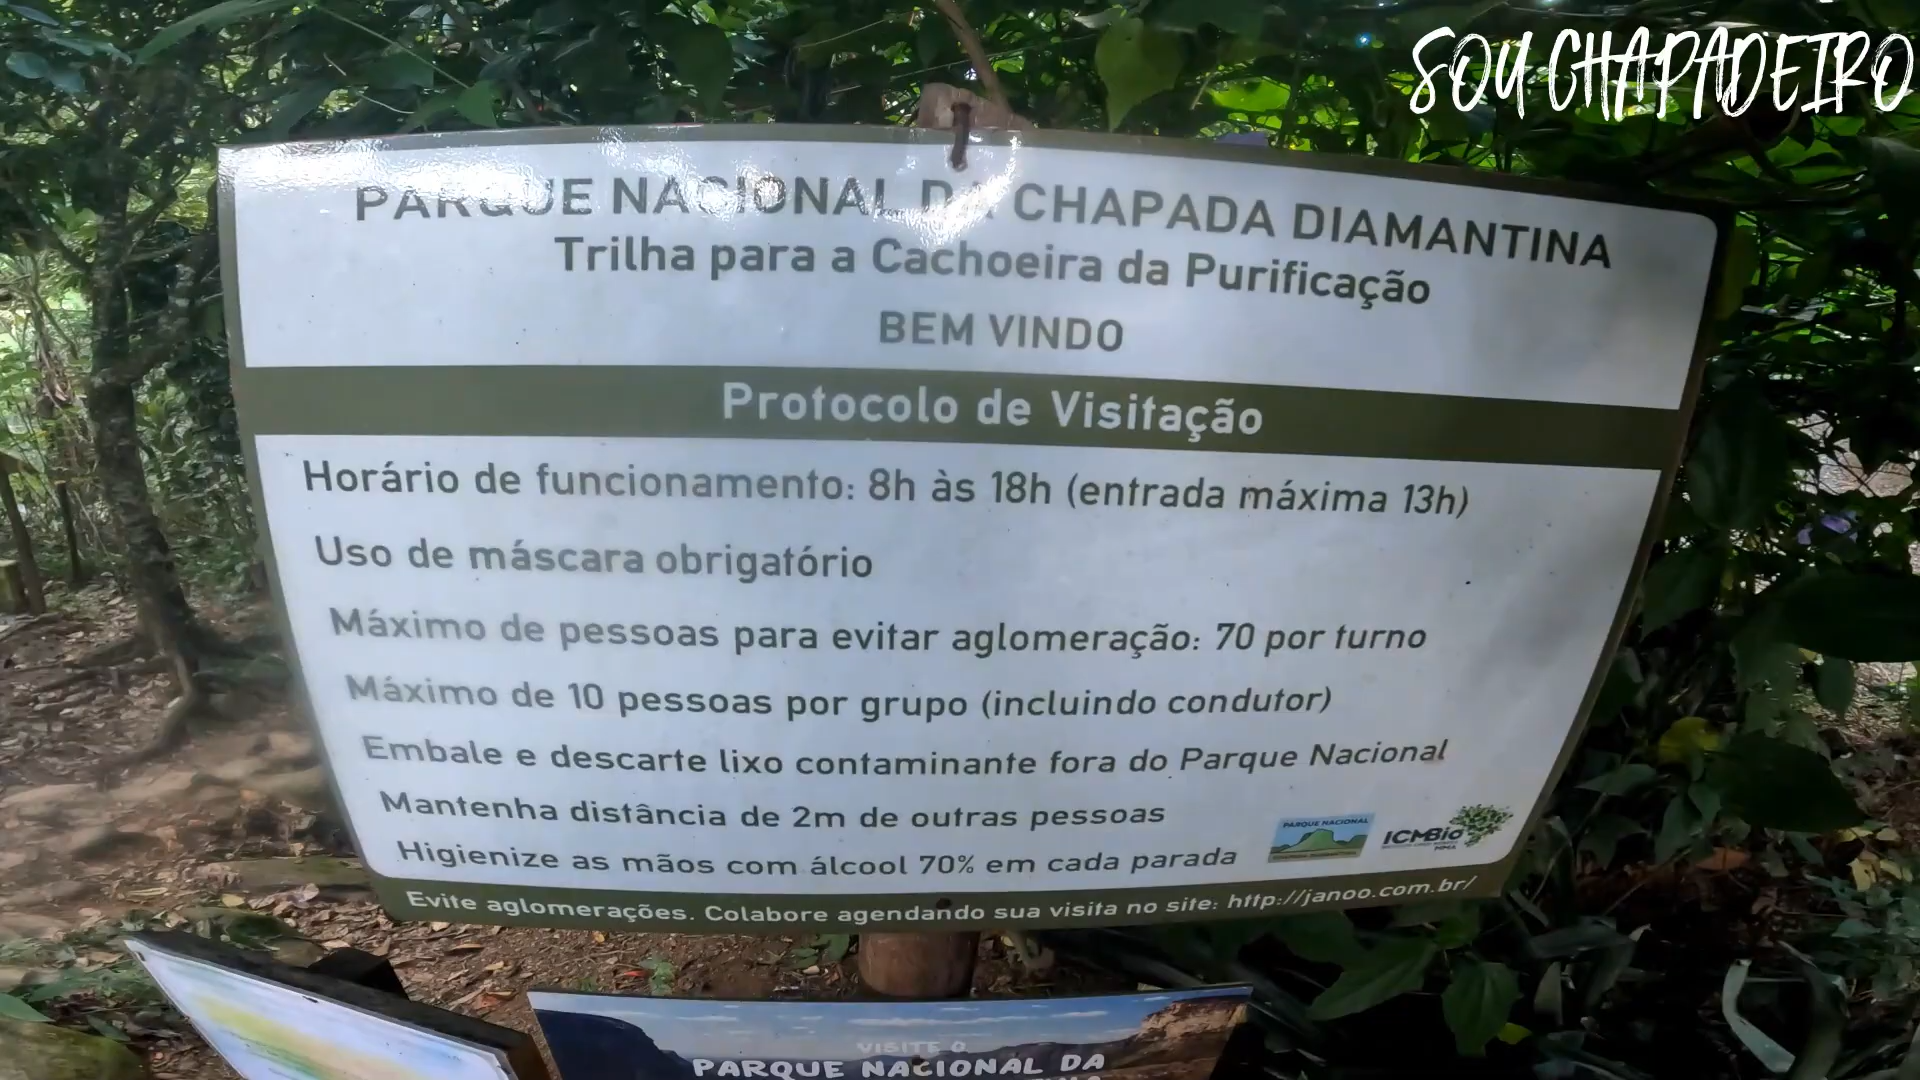 SOU CHAPADEIRO
PARQUE NACIONAL DA CHAPADA DIAMANTINA
Trilha para a Cachoeira da Purificação
BEM VINDO
Protocolo de Visitação
Horário de funcionamento: 8h às 18h (entrada máxima 13h)
Uso de máscara obrigatório
Máximo de pessoas para evitar aglomeração: 70 por turno
Máximo de 10 pessoas por grupo (incluindo condutor)
Embale e descarte lixo contaminante fora do Parque Nacional
Mantenha distância de 2m de outras pessoas
Higienize as mãos com álcool 70% em cada parada
PARQUE NACIONAL
ICMBio
MMA
Evite aglomerações. Colabore agendando sua visita no site: http://janoo.com.br/
VISITE O
PARQUE NACIONAL DA